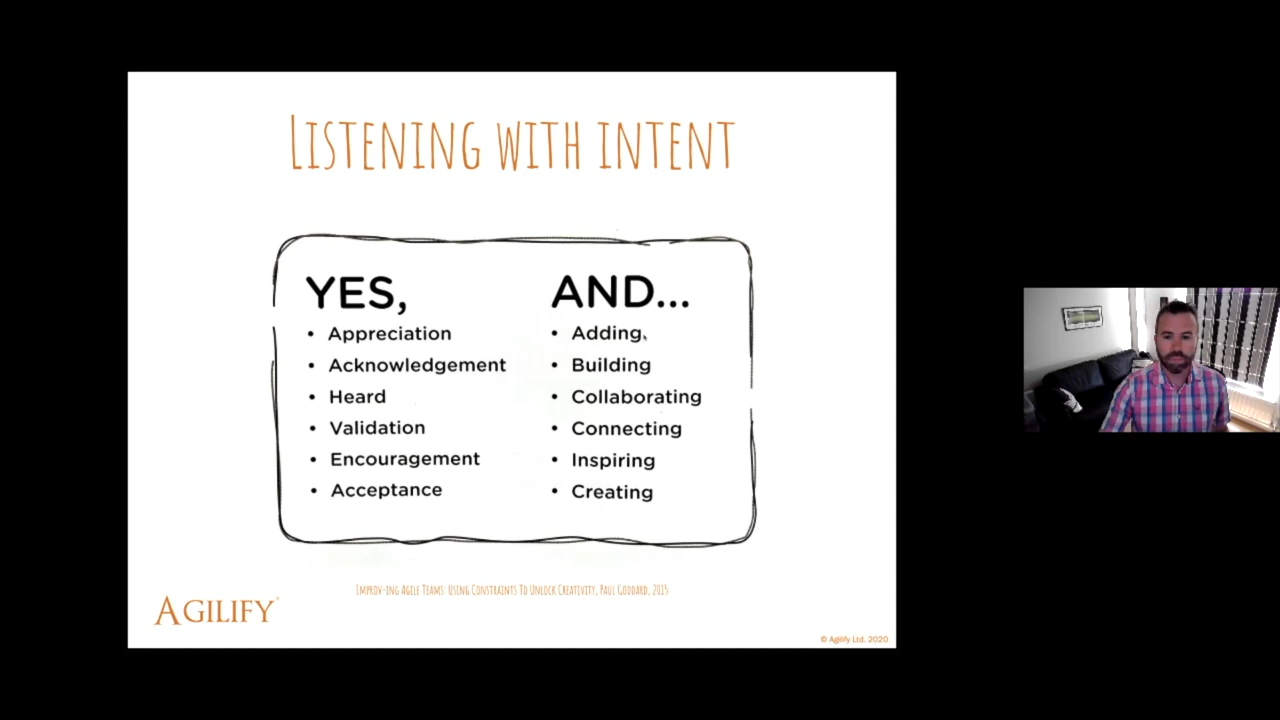 LISTENING WITH INTENT
YES,
• Appreciation
• Acknowledgement
• Heard
• Validation
• Encouragement
• Acceptance
AND...
• Adding
• Building
• Collaborating
• Connecting
• Inspiring
• Creating
IMPROV-ING AGILE TEAMS: USING CONSTRAINTS TO UNLOCK CREATIVITY, PAUL GODDARD, 2015
AGILIFY
© Agilify Ltd. 2020